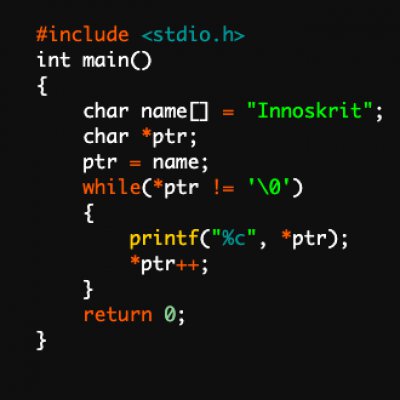 #include <stdio.h>
int main()
{
    char name[] = "Innoskrit";
    char *ptr;
    ptr = name;
    while(*ptr != '\0')
    {
        printf("%c", *ptr);
        *ptr++;
    }
    return 0;
}